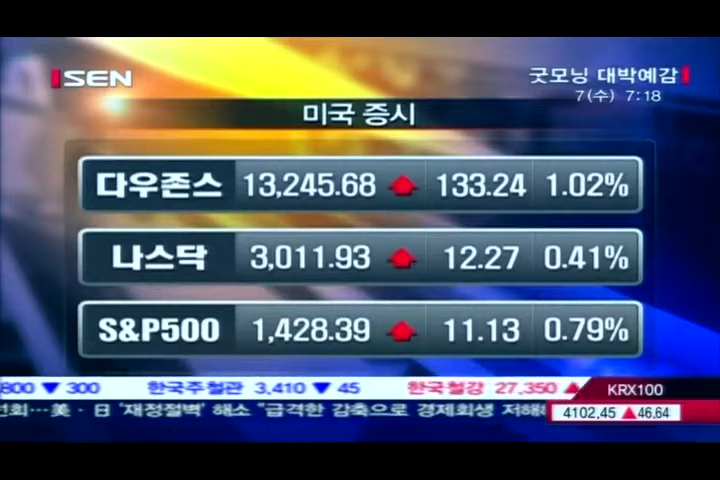 SEN
굿모닝 대박예감
7(수) 7:18
미국 증시
다우존스 13,245.68 ▲ 133.24 1.02%
나스닥 3,011.93 ▲ 12.27 0.41%
S&P500 1,428.39 ▲ 11.13 0.79%
800 ▼ 300 한국주철관 3,410 ▼ 45 한국철강 27,350 ▲
KRX100
선회…美·日 '재정절벽' 해소 "급격한 감축으로 경제회생 저해
4102.45 ▲46.64